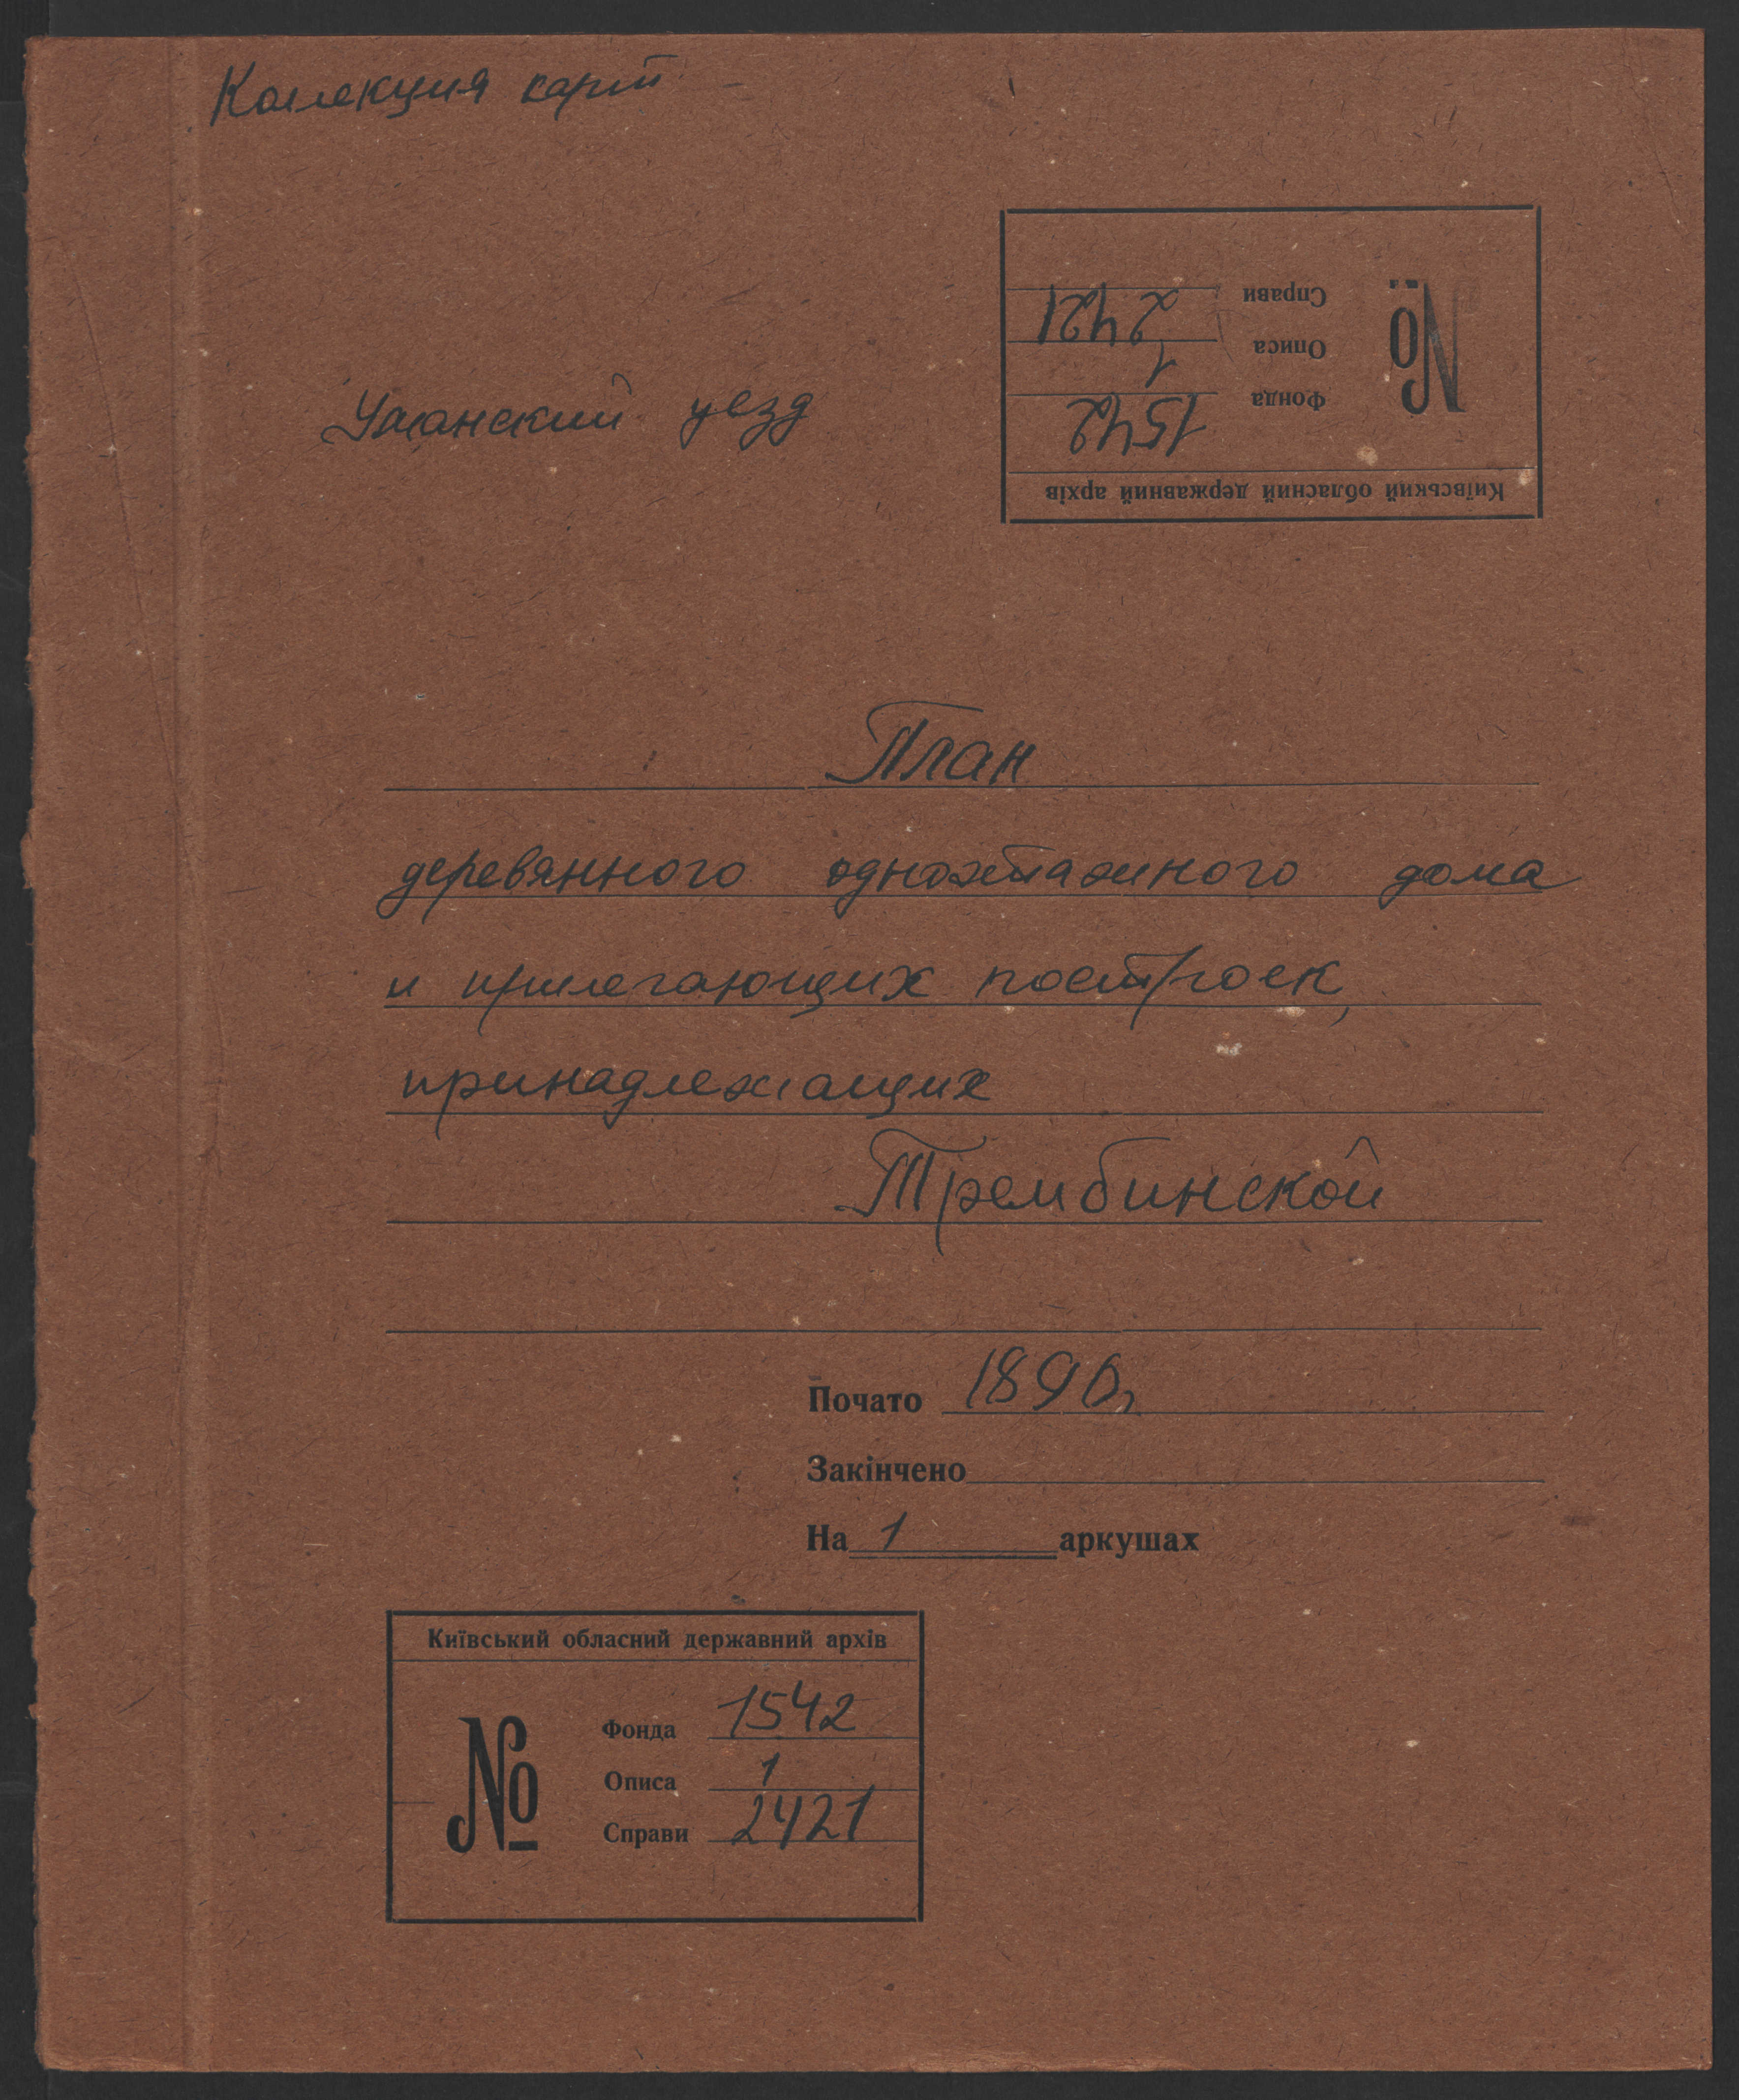 Коллекция карт
Київський обласний державний архів
№
Фонда 1542
Описа 1
Справи 2421
Уманский уезд
План
деревянного одноэтажного дома
и прилегающих построек,
принадлежащих
Трембинской
Почато 1890г.
Закінчено
На 1 аркушах
Київський обласний державний архів
№
Фонда 1542
Описа 1
Справи 2421